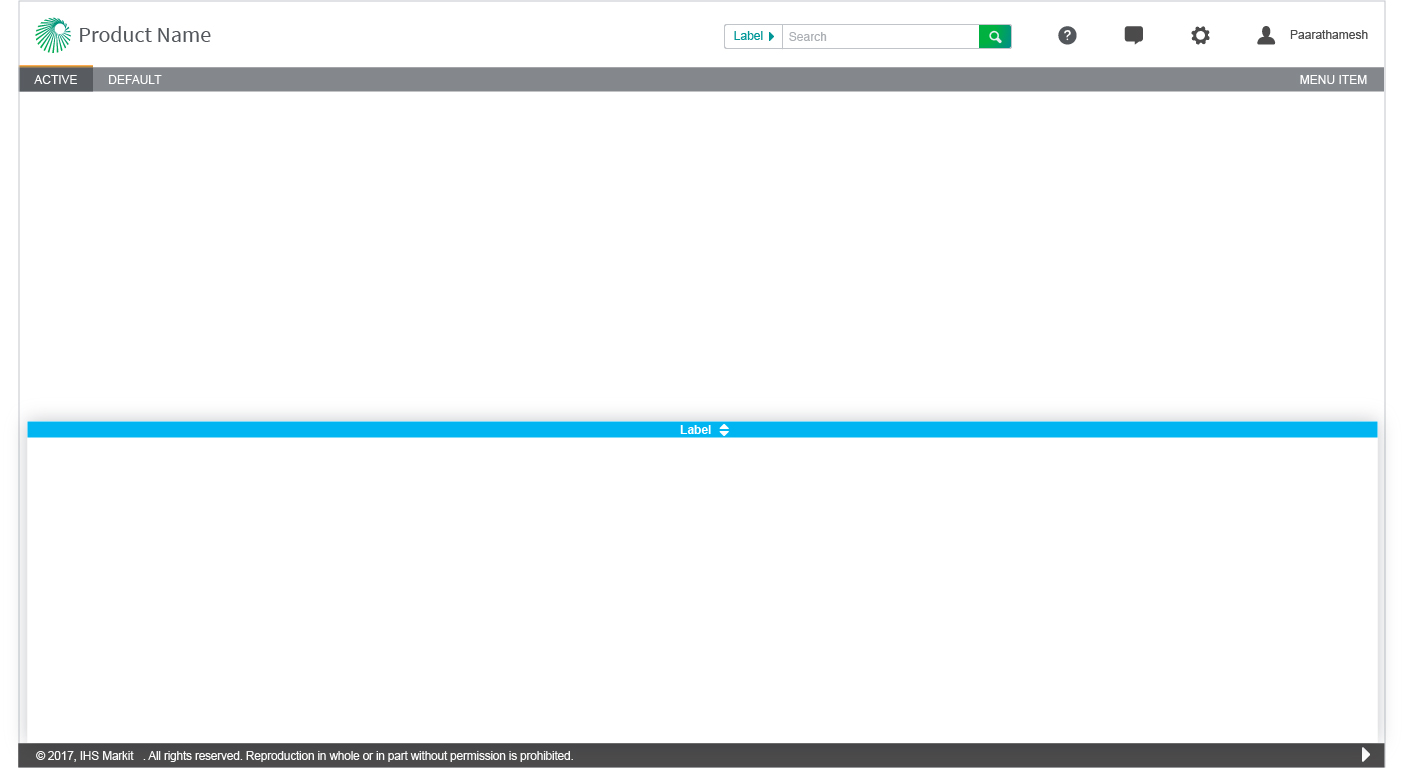 Product Name
Label
Search
Paarathamesh
ACTIVE
DEFAULT
MENU ITEM
Label
© 2017, IHS Markit . All rights reserved. Reproduction in whole or in part without permission is prohibited.